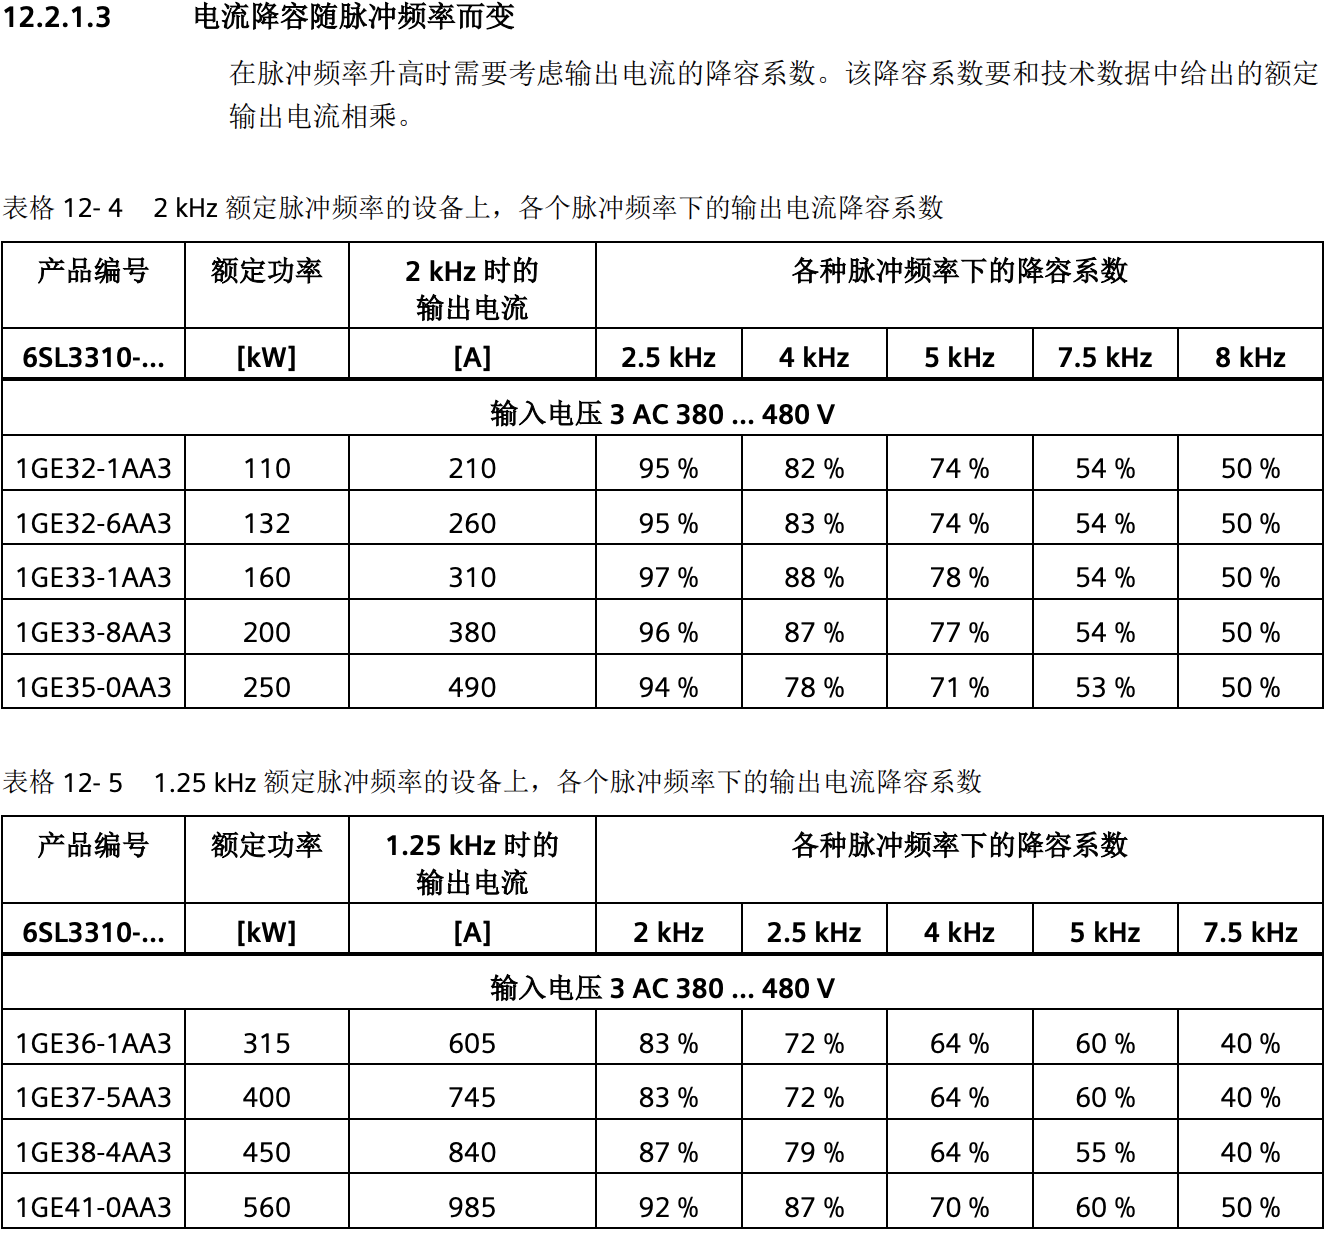 12.2.1.3 电流降容随脉冲频率而变
在脉冲频率升高时需要考虑输出电流的降容系数。该降容系数要和技术数据中给出的额定
输出电流相乘。
表格 12- 4 2 kHz 额定脉冲频率的设备上，各个脉冲频率下的输出电流降容系数
产品编号 额定功率 2 kHz 时的 各种脉冲频率下的降容系数
输出电流
6SL3310-... [kW] [A] 2.5 kHz 4 kHz 5 kHz 7.5 kHz 8 kHz
输入电压 3 AC 380 ... 480 V
1GE32-1AA3 110 210 95 % 82 % 74 % 54 % 50 %
1GE32-6AA3 132 260 95 % 83 % 74 % 54 % 50 %
1GE33-1AA3 160 310 97 % 88 % 78 % 54 % 50 %
1GE33-8AA3 200 380 96 % 87 % 77 % 54 % 50 %
1GE35-0AA3 250 490 94 % 78 % 71 % 53 % 50 %
表格 12- 5 1.25 kHz 额定脉冲频率的设备上，各个脉冲频率下的输出电流降容系数
产品编号 额定功率 1.25 kHz 时的 各种脉冲频率下的降容系数
输出电流
6SL3310-... [kW] [A] 2 kHz 2.5 kHz 4 kHz 5 kHz 7.5 kHz
输入电压 3 AC 380 ... 480 V
1GE36-1AA3 315 605 83 % 72 % 64 % 60 % 40 %
1GE37-5AA3 400 745 83 % 72 % 64 % 60 % 40 %
1GE38-4AA3 450 840 87 % 79 % 64 % 55 % 40 %
1GE41-0AA3 560 985 92 % 87 % 70 % 60 % 50 %